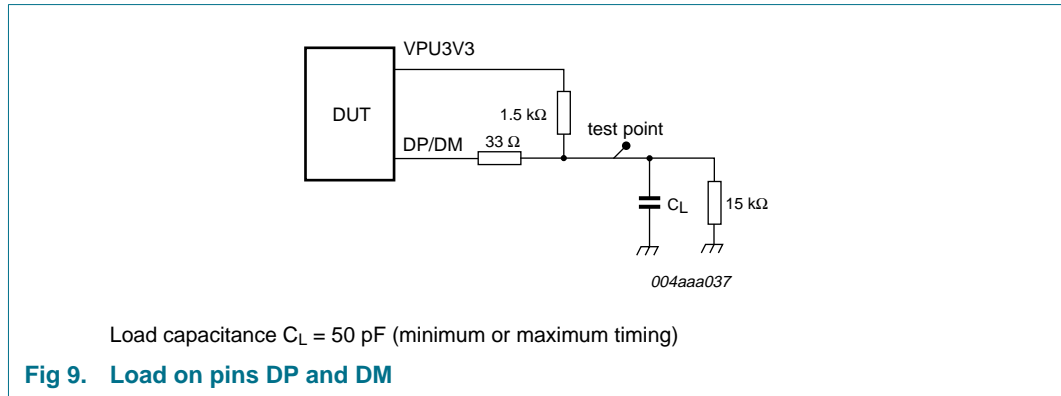 VPU3V3
DUT
1.5 kΩ
test point
DP/DM
33 Ω
CL
15 kΩ
004aaa037
Load capacitance CL = 50 pF (minimum or maximum timing)
Fig 9. Load on pins DP and DM